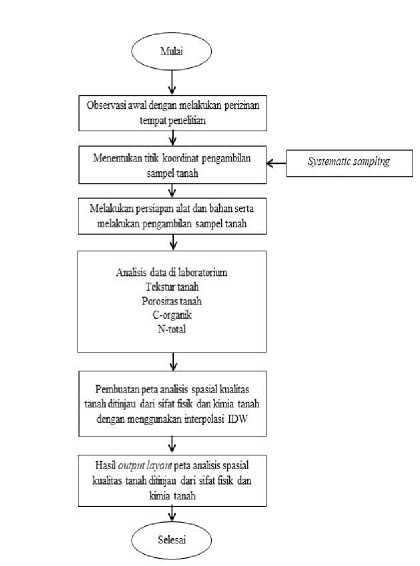 Mulai
Observasi awal dengan melakukan perizinan
tempat penelitian
Menentukan titik koordinat pengambilan
sampel tanah
Systematic sampling
Melakukan persiapan alat dan bahan serta
melakukan pengambilan sampel tanah
Analisis data di laboratorium
Tekstur tanah
Porositas tanah
C-organik
N-total
Pembuatan peta analisis spasial kualitas
tanah ditinjau dari sifat fisik dan kimia tanah
dengan menggunakan interpolasi IDW
Hasil output layout peta analisis spasial
kualitas tanah ditinjau dari sifat fisik dan
kimia tanah
Selesai